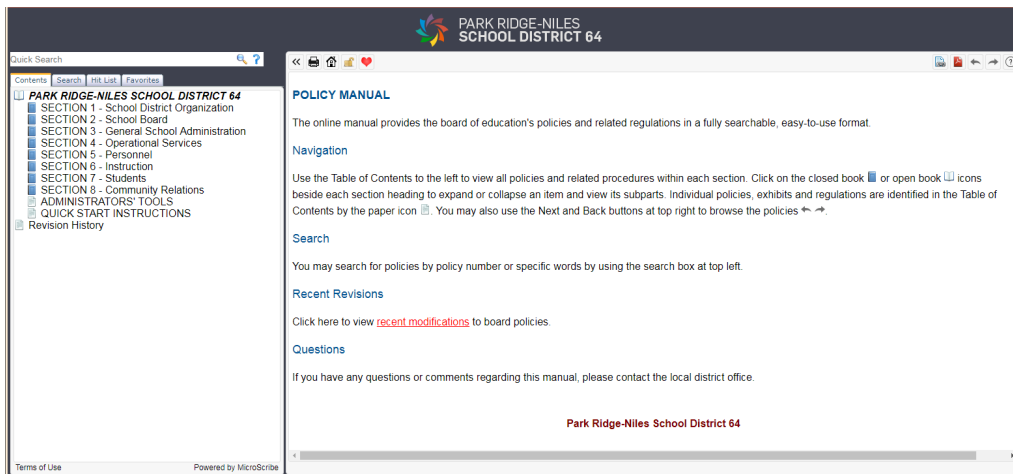 PARK RIDGE-NILES
SCHOOL DISTRICT 64
Quick Search
?
Contents Search Hit List Favorites
PARK RIDGE-NILES SCHOOL DISTRICT 64
SECTION 1 - School District Organization
SECTION 2 - School Board
SECTION 3 - General School Administration
SECTION 4 - Operational Services
SECTION 5 - Personnel
SECTION 6 - Instruction
SECTION 7 - Students
SECTION 8 - Community Relations
ADMINISTRATORS' TOOLS
QUICK START INSTRUCTIONS
Revision History
Terms of Use
Powered by MicroScribe
POLICY MANUAL
The online manual provides the board of education's policies and related regulations in a fully searchable, easy-to-use format.
Navigation
Use the Table of Contents to the left to view all policies and related procedures within each section. Click on the closed book or open book icons
beside each section heading to expand or collapse an item and view its subparts. Individual policies, exhibits and regulations are identified in the Table of
Contents by the paper icon . You may also use the Next and Back buttons at top right to browse the policies .
Search
You may search for policies by policy number or specific words by using the search box at top left.
Recent Revisions
Click here to view recent modifications to board policies.
Questions
If you have any questions or comments regarding this manual, please contact the local district office.
Park Ridge-Niles School District 64